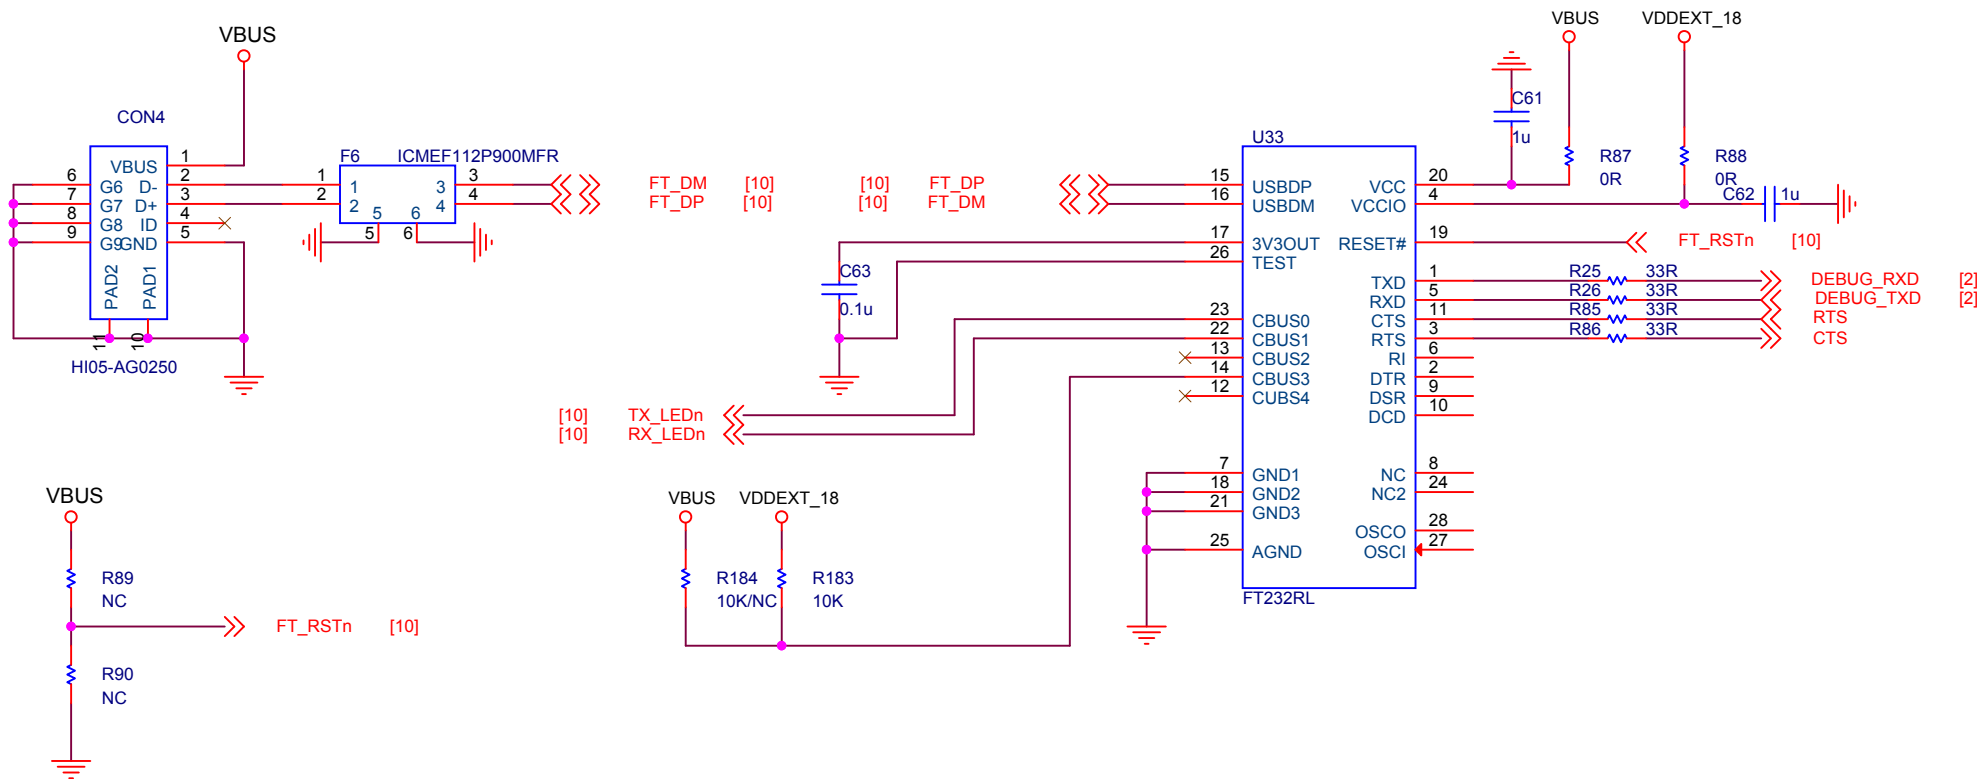 VBUS
CON4
VBUS
D-
D+
ID
GND
G6
G7
G8
G9
PAD2
PAD1
1
2
3
4
5
6
7
8
9
11
10
HI05-AG0250
F6 ICMEF112P900MFR
1 1 3 3
2 2 4 4
5 6
5 6
FT_DM [10]
FT_DP [10]
[10] FT_DP
[10] FT_DM
VBUS VDDEXT_18
C61
1u
R87
0R
R88
0R
C62 1u
U33
15 USBDP VCC 20
16 USBDM VCCIO 4
17 3V3OUT RESET# 19
26 TEST
TXD 1
RXD 5
23 CBUS0 CTS 11
22 CBUS1 RTS 3
13 CBUS2 RI 6
14 CBUS3 DTR 2
12 CUBS4 DSR 9
DCD 10
7 GND1 NC 8
18 GND2 NC2 24
21 GND3
OSCO 28
25 AGND OSCI 27
FT232RL
FT_RSTn [10]
R25 33R DEBUG_RXD [2]
R26 33R DEBUG_TXD [2]
R85 33R RTS
R86 33R CTS
C63
0.1u
[10] TX_LEDn
[10] RX_LEDn
VBUS
R89
NC
FT_RSTn [10]
R90
NC
VBUS VDDEXT_18
R184 R183
10K/NC 10K